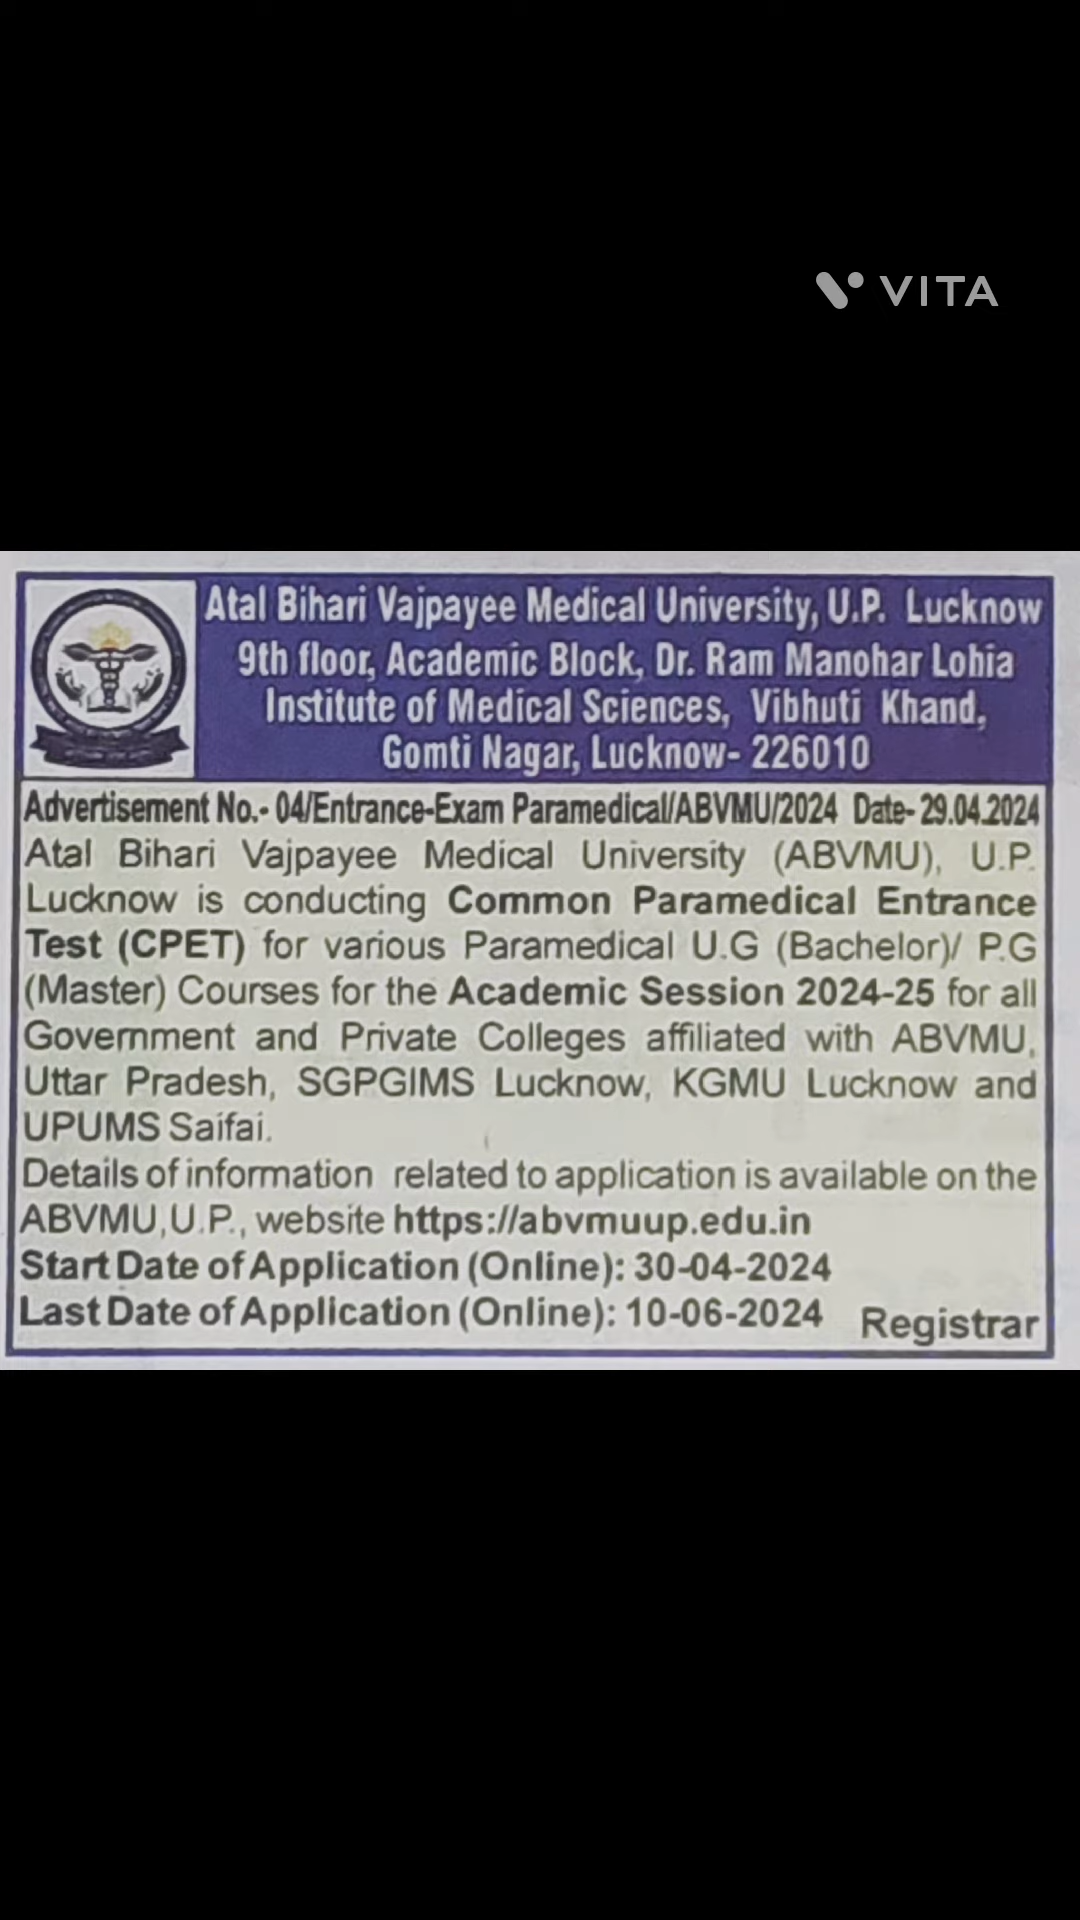 VITA
Atal Bihari Vajpayee Medical University, U.P. Lucknow
9th floor, Academic Block, Dr. Ram Manohar Lohia
Institute of Medical Sciences, Vibhuti Khand,
Gomti Nagar, Lucknow- 226010
Advertisement No.- 04/Entrance-Exam Paramedical/ABVMU/2024 Date- 29.04.2024
Atal Bihari Vajpayee Medical University (ABVMU), U.P.
Lucknow is conducting Common Paramedical Entrance
Test (CPET) for various Paramedical U.G (Bachelor)/ P.G
(Master) Courses for the Academic Session 2024-25 for all
Government and Private Colleges affiliated with ABVMU,
Uttar Pradesh, SGPGIMS Lucknow, KGMU Lucknow and
UPUMS Saifai.
Details of information related to application is available on the
ABVMU,U.P., website https://abvmuup.edu.in
Start Date of Application (Online): 30-04-2024
Last Date of Application (Online): 10-06-2024 Registrar